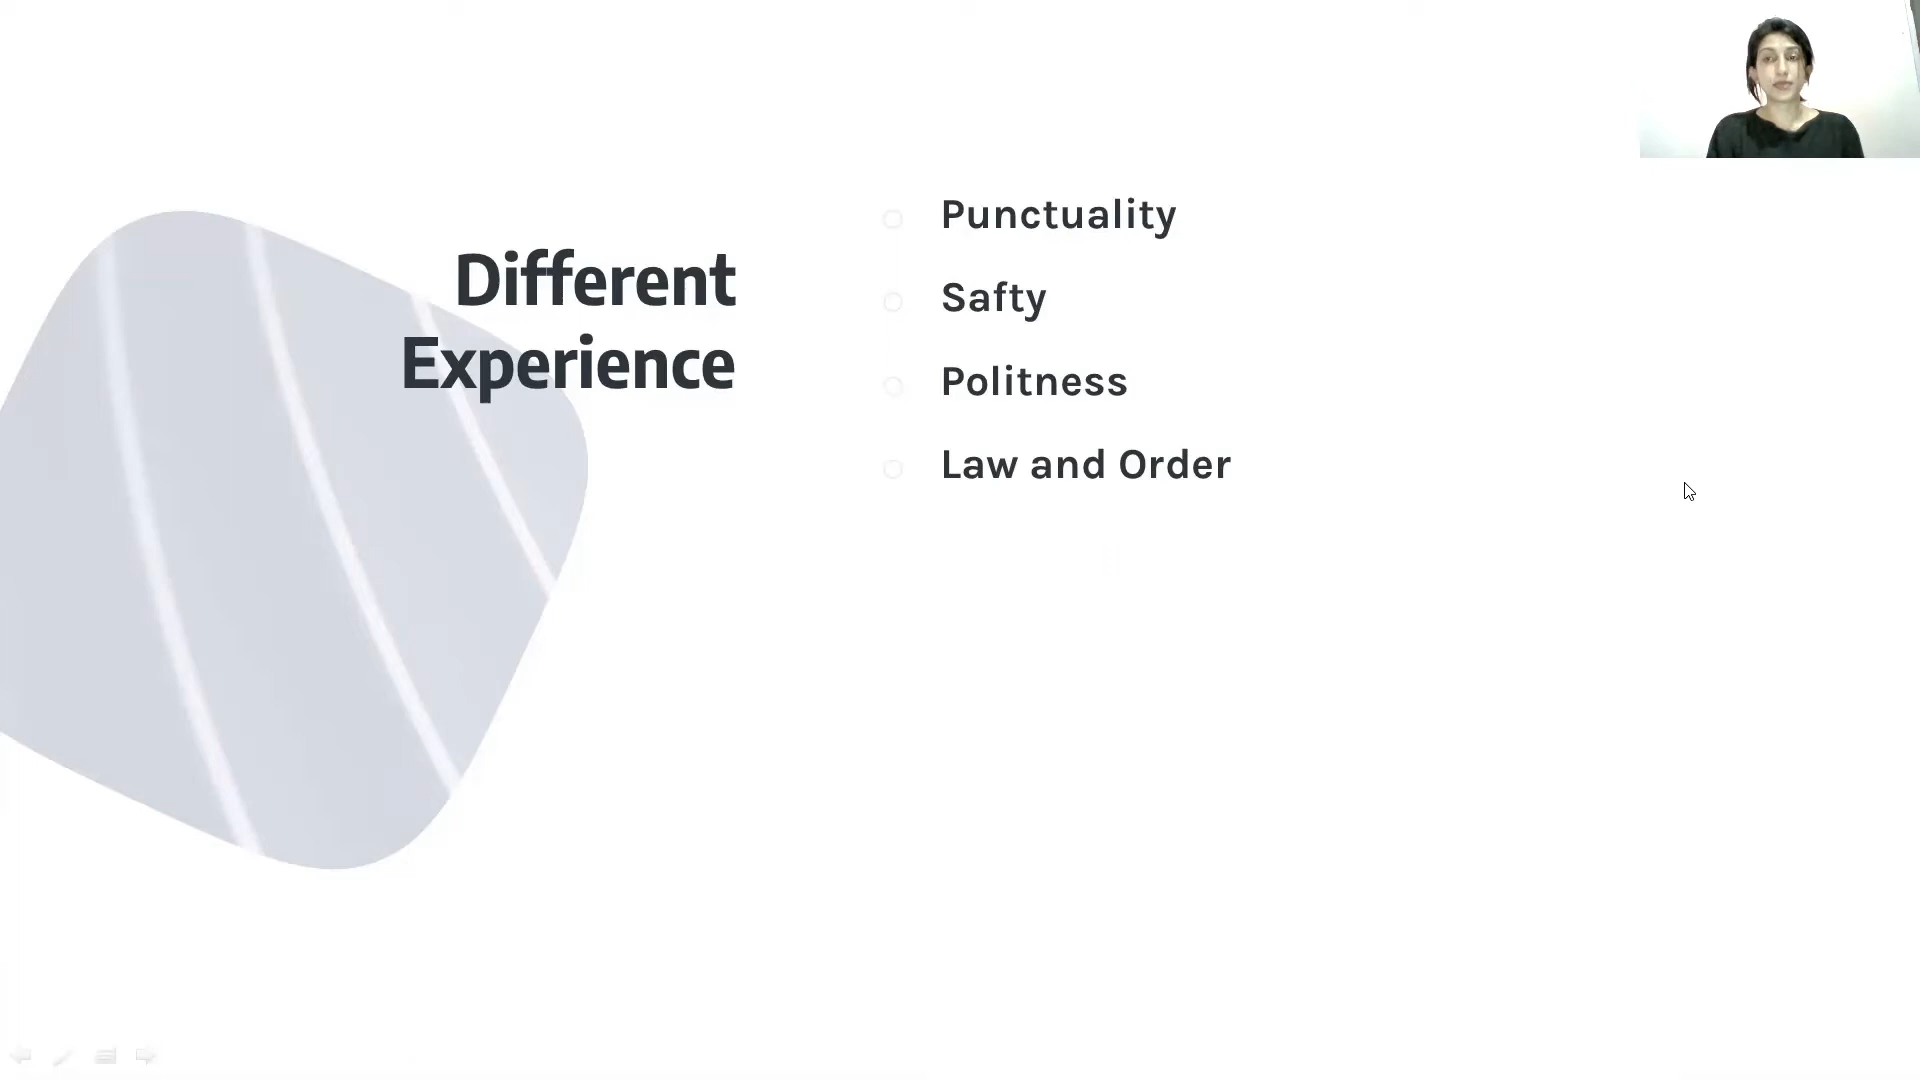 Different
Experience
Punctuality
Safty
Politness
Law and Order